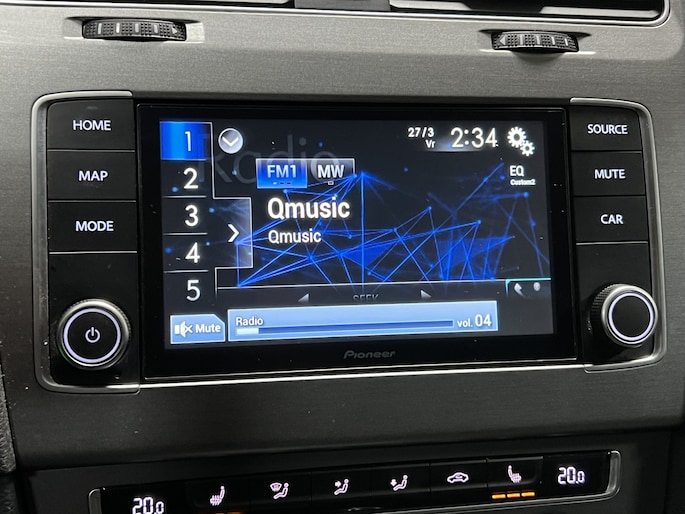 HOME
MAP
MODE
1
2
3
4
5
Radio
27/3
Vr
2:34
FM1
MW
EQ
Custom2
Qmusic
Qmusic
SEEK
Mute
Radio
vol. 04
Pioneer
SOURCE
MUTE
CAR
20.0
20.0